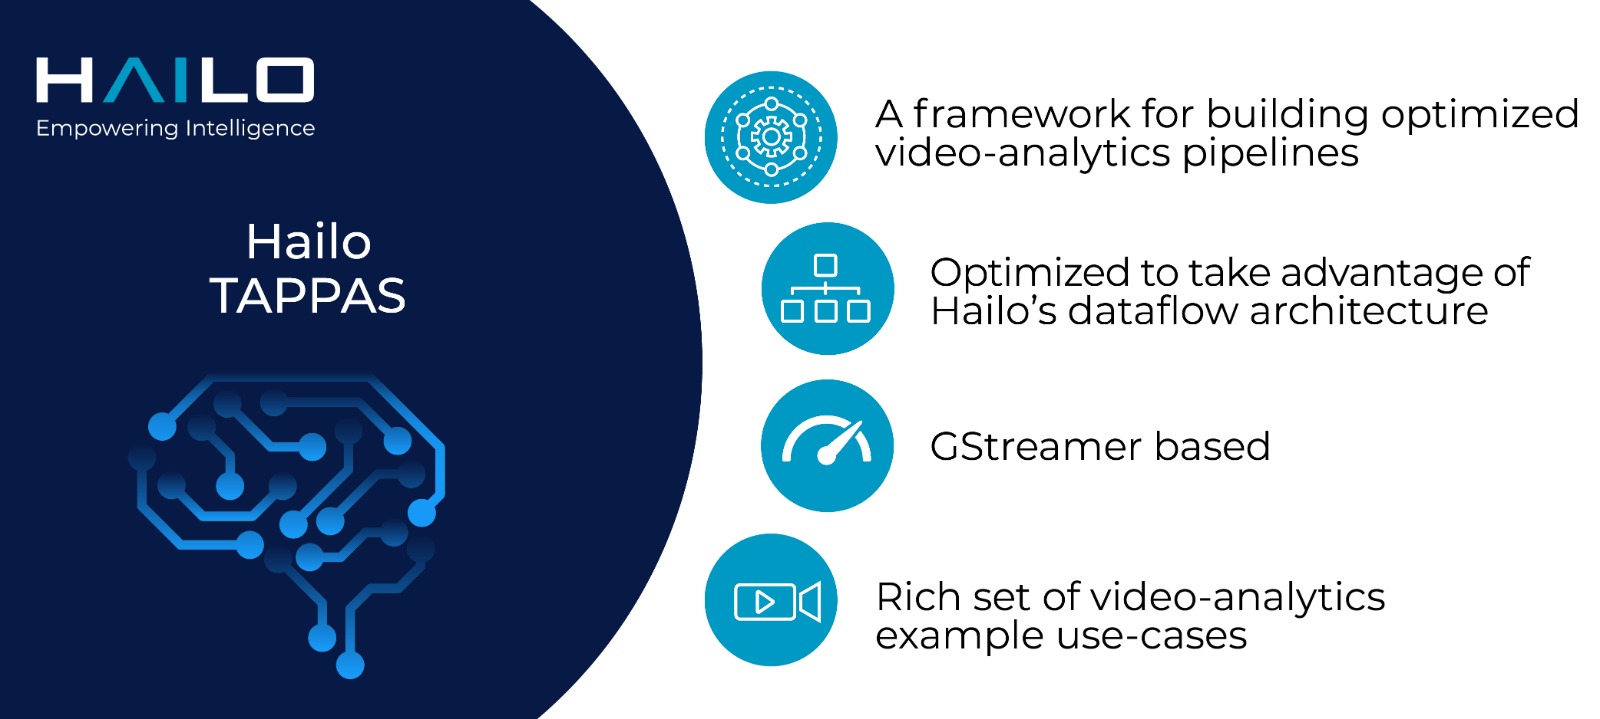 HAILO
Empowering Intelligence
Hailo
TAPPAS
A framework for building optimized
video-analytics pipelines
Optimized to take advantage of
Hailo’s dataflow architecture
GStreamer based
Rich set of video-analytics
example use-cases